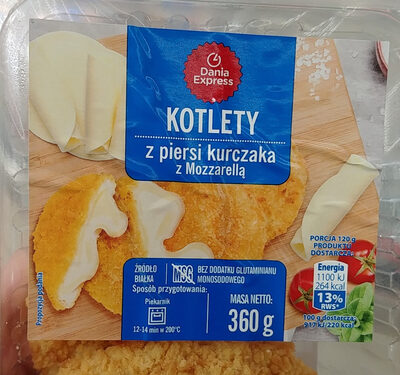 Dania
Express
KOTLETY
z piersi kurczaka
z Mozzarellą
ŹRÓDŁO
BIAŁKA
MSG
BEZ DODATKU GLUTAMINIANU
MONOSODOWEGO
Sposób przygotowania:
Piekarnik
12-14 min w 200°C
MASA NETTO:
360 g
PORCJA 120 g
PRODUKTU
DOSTARCZA:
Energia
1100 kJ
264 kcal
13%
RWS*
100 g dostarcza:
917 kJ/220 kcal
Propozycja podania